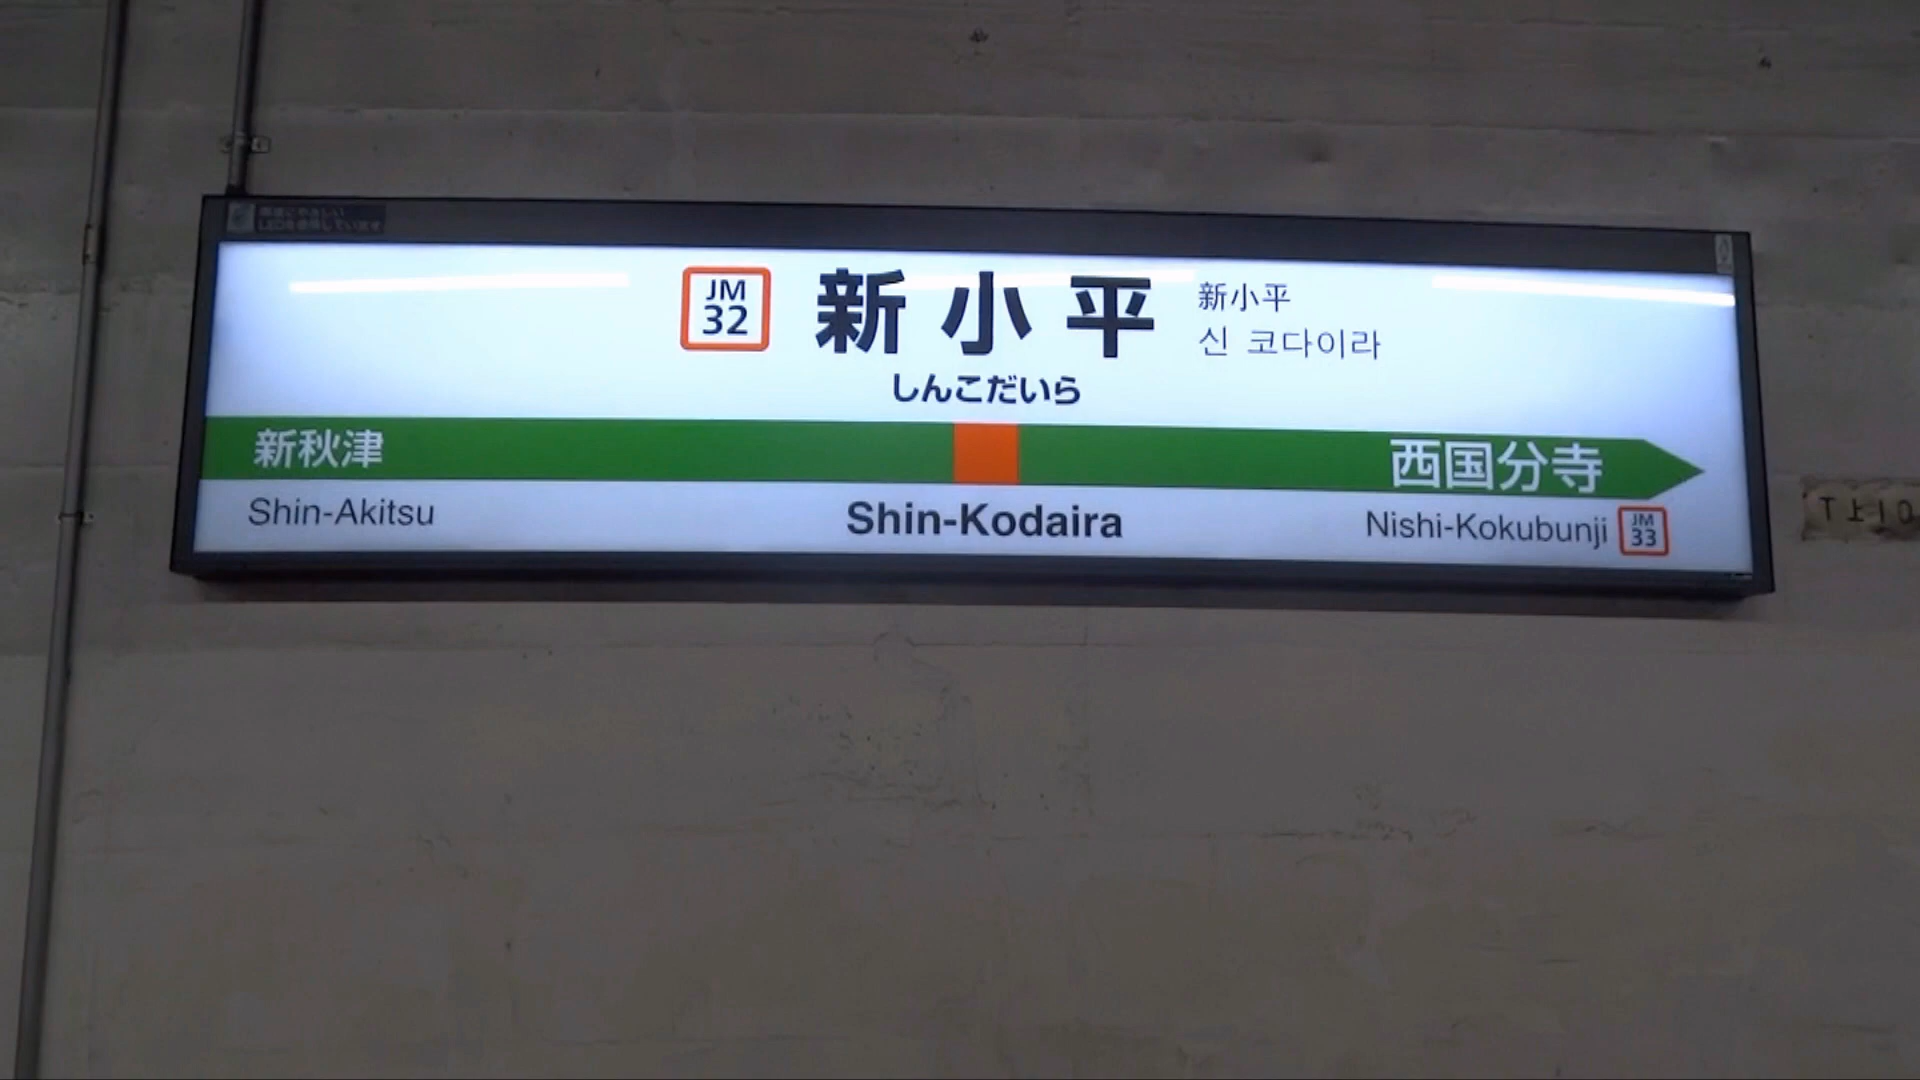 環境にやさしい
LEDを使用しています
JM
32
新小平
新小平
신 코다이라
しんこだいら
新秋津
西国分寺
Shin-Akitsu
Shin-Kodaira
Nishi-Kokubunji
JM
33